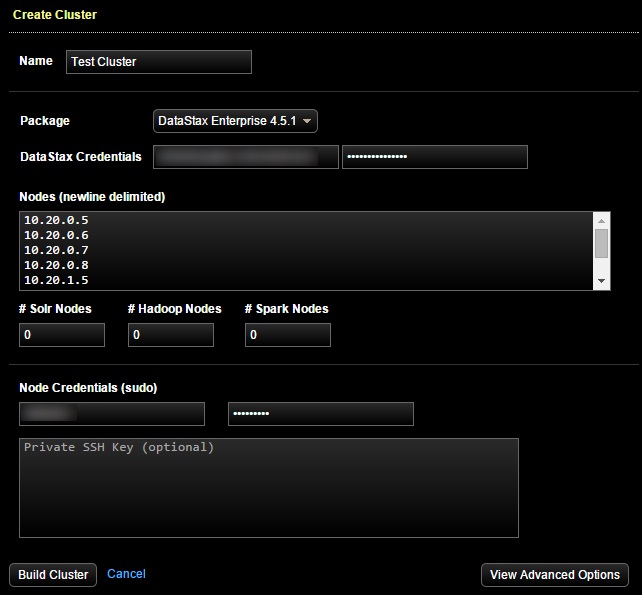 Create Cluster
Name Test Cluster
Package DataStax Enterprise 4.5.1
DataStax Credentials •••••••••••••••
Nodes (newline delimited)
10.20.0.5
10.20.0.6
10.20.0.7
10.20.0.8
10.20.1.5
# Solr Nodes # Hadoop Nodes # Spark Nodes
0 0 0
Node Credentials (sudo)
•••••••••
Private SSH Key (optional)
Build Cluster Cancel View Advanced Options